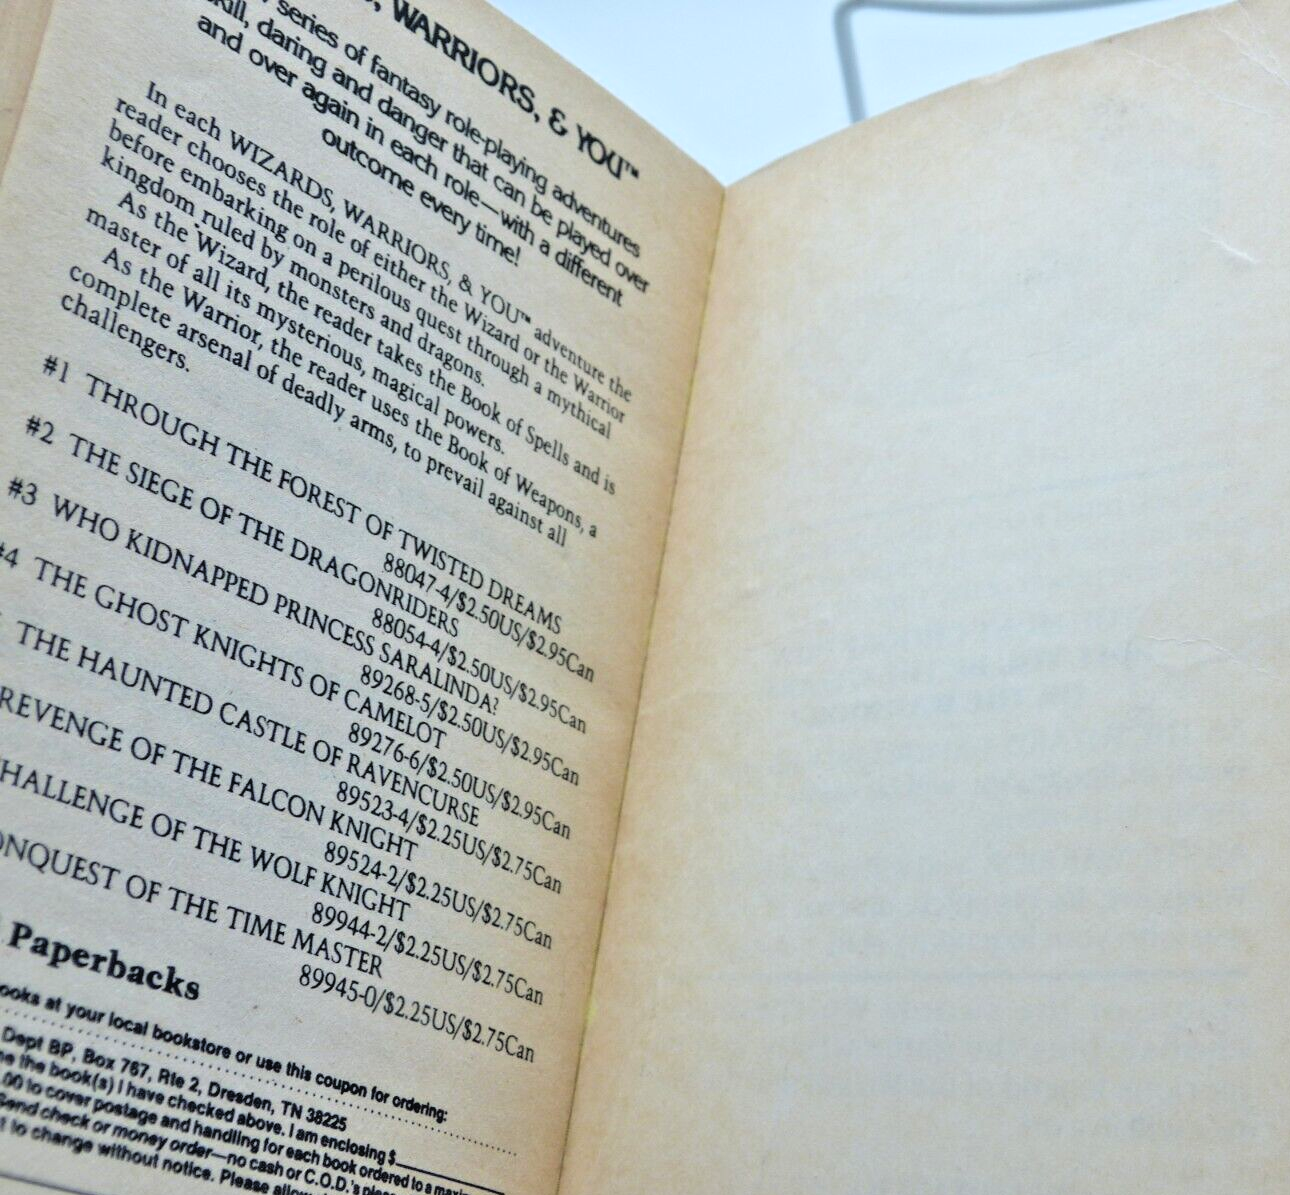 , WARRIORS, & YOU™
series of fantasy role-playing adventures
skill, daring and danger that can be played over
and over again in each role—with a different
outcome every time!
In each WIZARDS, WARRIORS, & YOU™ adventure the
reader chooses the role of either the Wizard or the Warrior
before embarking on a perilous quest through a mythical
kingdom ruled by monsters and dragons.
As the Wizard, the reader takes the Book of Spells and is
master of all its mysterious, magical powers.
As the Warrior, the reader uses the Book of Weapons, a
complete arsenal of deadly arms, to prevail against all
challengers.
#1 THROUGH THE FOREST OF TWISTED DREAMS
88047-4/$2.50US/$2.95Can
#2 THE SIEGE OF THE DRAGONRIDERS
88054-4/$2.50US/$2.95Can
#3 WHO KIDNAPPED PRINCESS SARALINDA?
89268-5/$2.50US/$2.95Can
#4 THE GHOST KNIGHTS OF CAMELOT
89276-6/$2.50US/$2.95Can
THE HAUNTED CASTLE OF RAVENCURSE
89523-4/$2.25US/$2.75Can
REVENGE OF THE FALCON KNIGHT
89524-2/$2.25US/$2.75Can
HALLENGE OF THE WOLF KNIGHT
89944-2/$2.25US/$2.75Can
ONQUEST OF THE TIME MASTER
89945-0/$2.25US/$2.75Can
Paperbacks
ooks at your local bookstore or use this coupon for ordering:
Dept BP, Box 767, Rte 2, Dresden, TN 38225
the book(s) I have checked above. I am enclosing $
.00 to cover postage and handling for each book ordered to a maxim
Send check or money order—no cash or C.O.D.'s please
to change without notice. Please allow